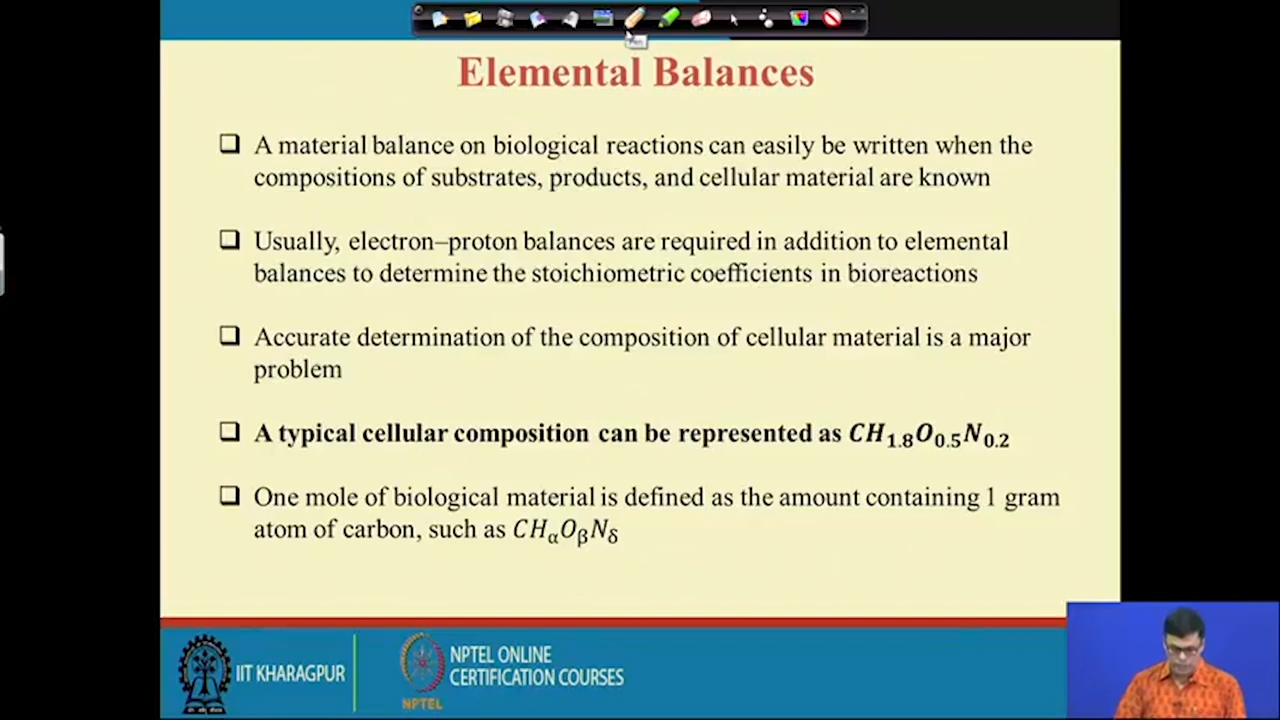 Pen
Elemental Balances
❑ A material balance on biological reactions can easily be written when the
compositions of substrates, products, and cellular material are known
❑ Usually, electron–proton balances are required in addition to elemental
balances to determine the stoichiometric coefficients in bioreactions
❑ Accurate determination of the composition of cellular material is a major
problem
❑ A typical cellular composition can be represented as CH₁.₈O₀.₅N₀.₂
❑ One mole of biological material is defined as the amount containing 1 gram
atom of carbon, such as CHαOβNδ
IIT KHARAGPUR
NPTEL
NPTEL ONLINE
CERTIFICATION COURSES